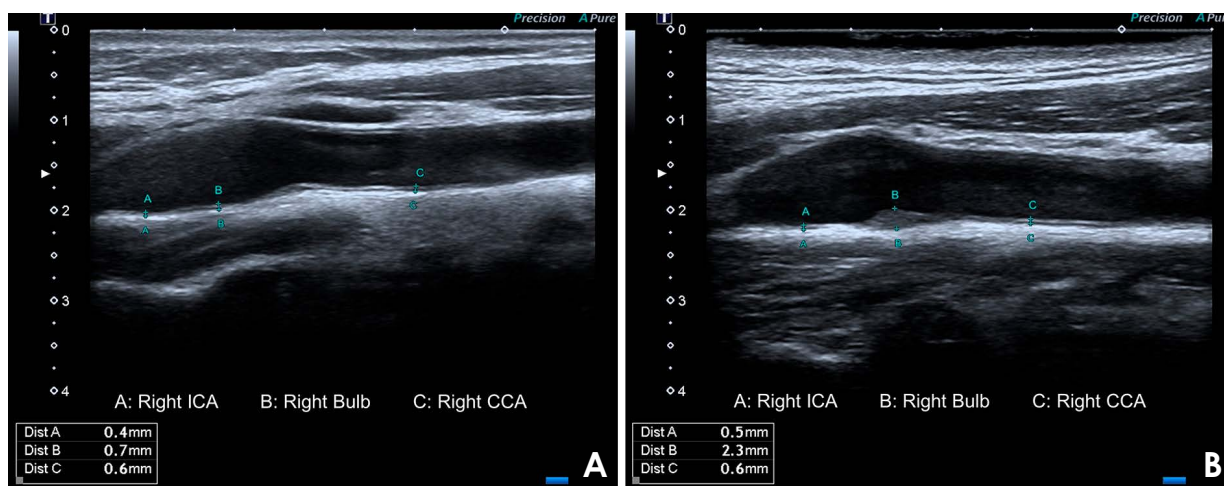 T
Precision A Pure
0
1
2
3
4
A
A
B
B
C
A: Right ICA B: Right Bulb C: Right CCA
Dist A 0.4mm
Dist B 0.7mm
Dist C 0.6mm
A
T
Precision A Pur
0
1
2
3
4
A
A
B
B
C
C
A: Right ICA B: Right Bulb C: Right CCA
Dist A 0.5mm
Dist B 2.3mm
Dist C 0.6mm
B